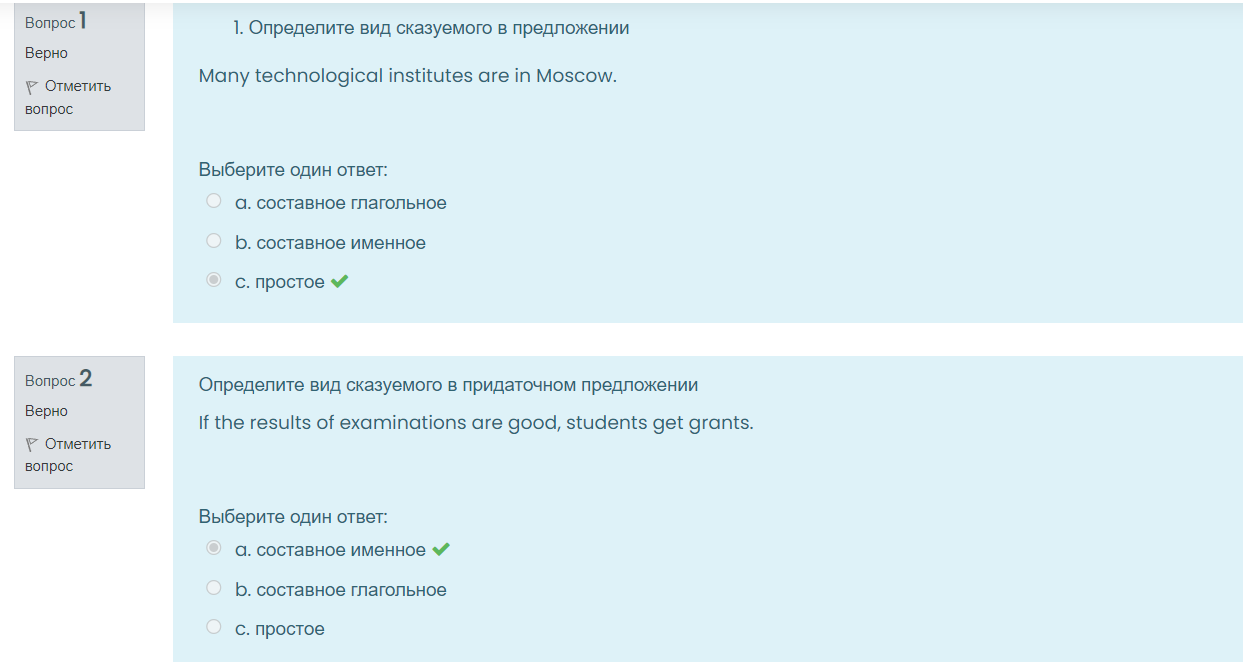 Вопрос 1
Верно
Отметить
вопрос
1. Определите вид сказуемого в предложении
Many technological institutes are in Moscow.
Выберите один ответ:
a. составное глагольное
b. составное именное
c. простое
Вопрос 2
Верно
Отметить
вопрос
Определите вид сказуемого в придаточном предложении
If the results of examinations are good, students get grants.
Выберите один ответ:
a. составное именное
b. составное глагольное
c. простое